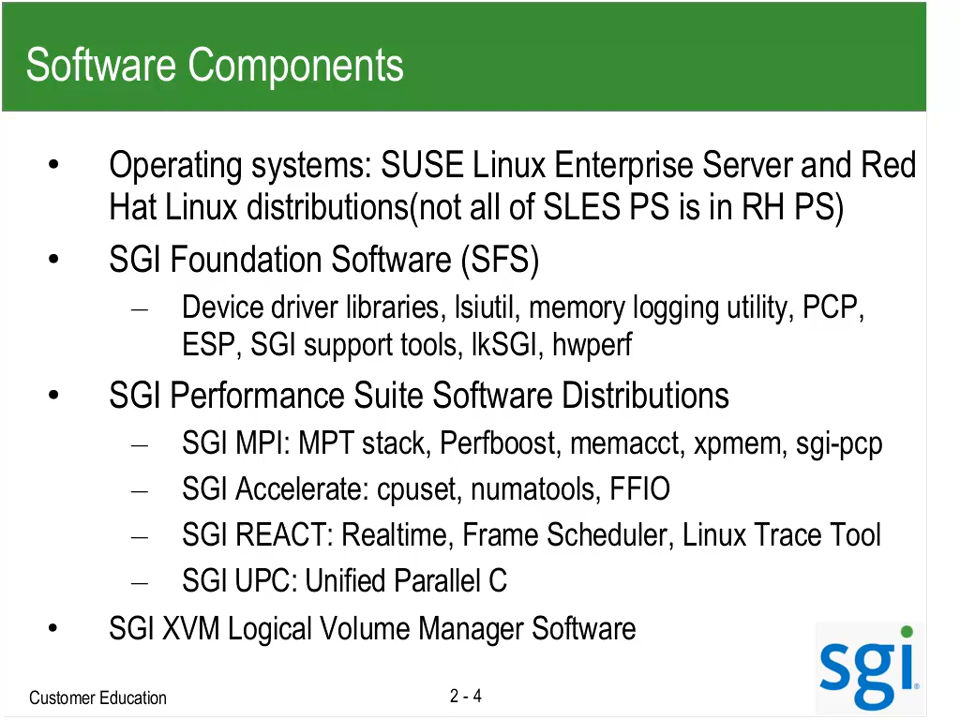 Software Components
• Operating systems: SUSE Linux Enterprise Server and Red
Hat Linux distributions(not all of SLES PS is in RH PS)
• SGI Foundation Software (SFS)
– Device driver libraries, lsiutil, memory logging utility, PCP,
ESP, SGI support tools, lkSGI, hwperf
• SGI Performance Suite Software Distributions
– SGI MPI: MPT stack, Perfboost, memacct, xpmem, sgi-pcp
– SGI Accelerate: cpuset, numatools, FFIO
– SGI REACT: Realtime, Frame Scheduler, Linux Trace Tool
– SGI UPC: Unified Parallel C
• SGI XVM Logical Volume Manager Software
sgi®
Customer Education
2 - 4